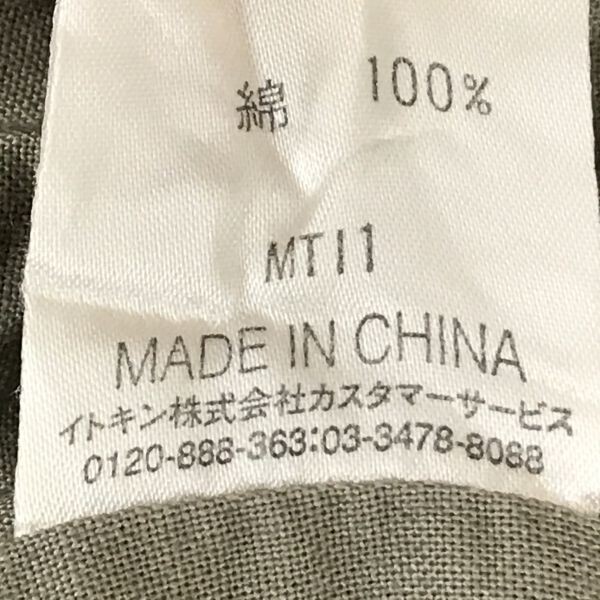 綿 100%
MT11
MADE IN CHINA
イトキン株式会社カスタマーサービス
0120-888-363:03-3478-8088